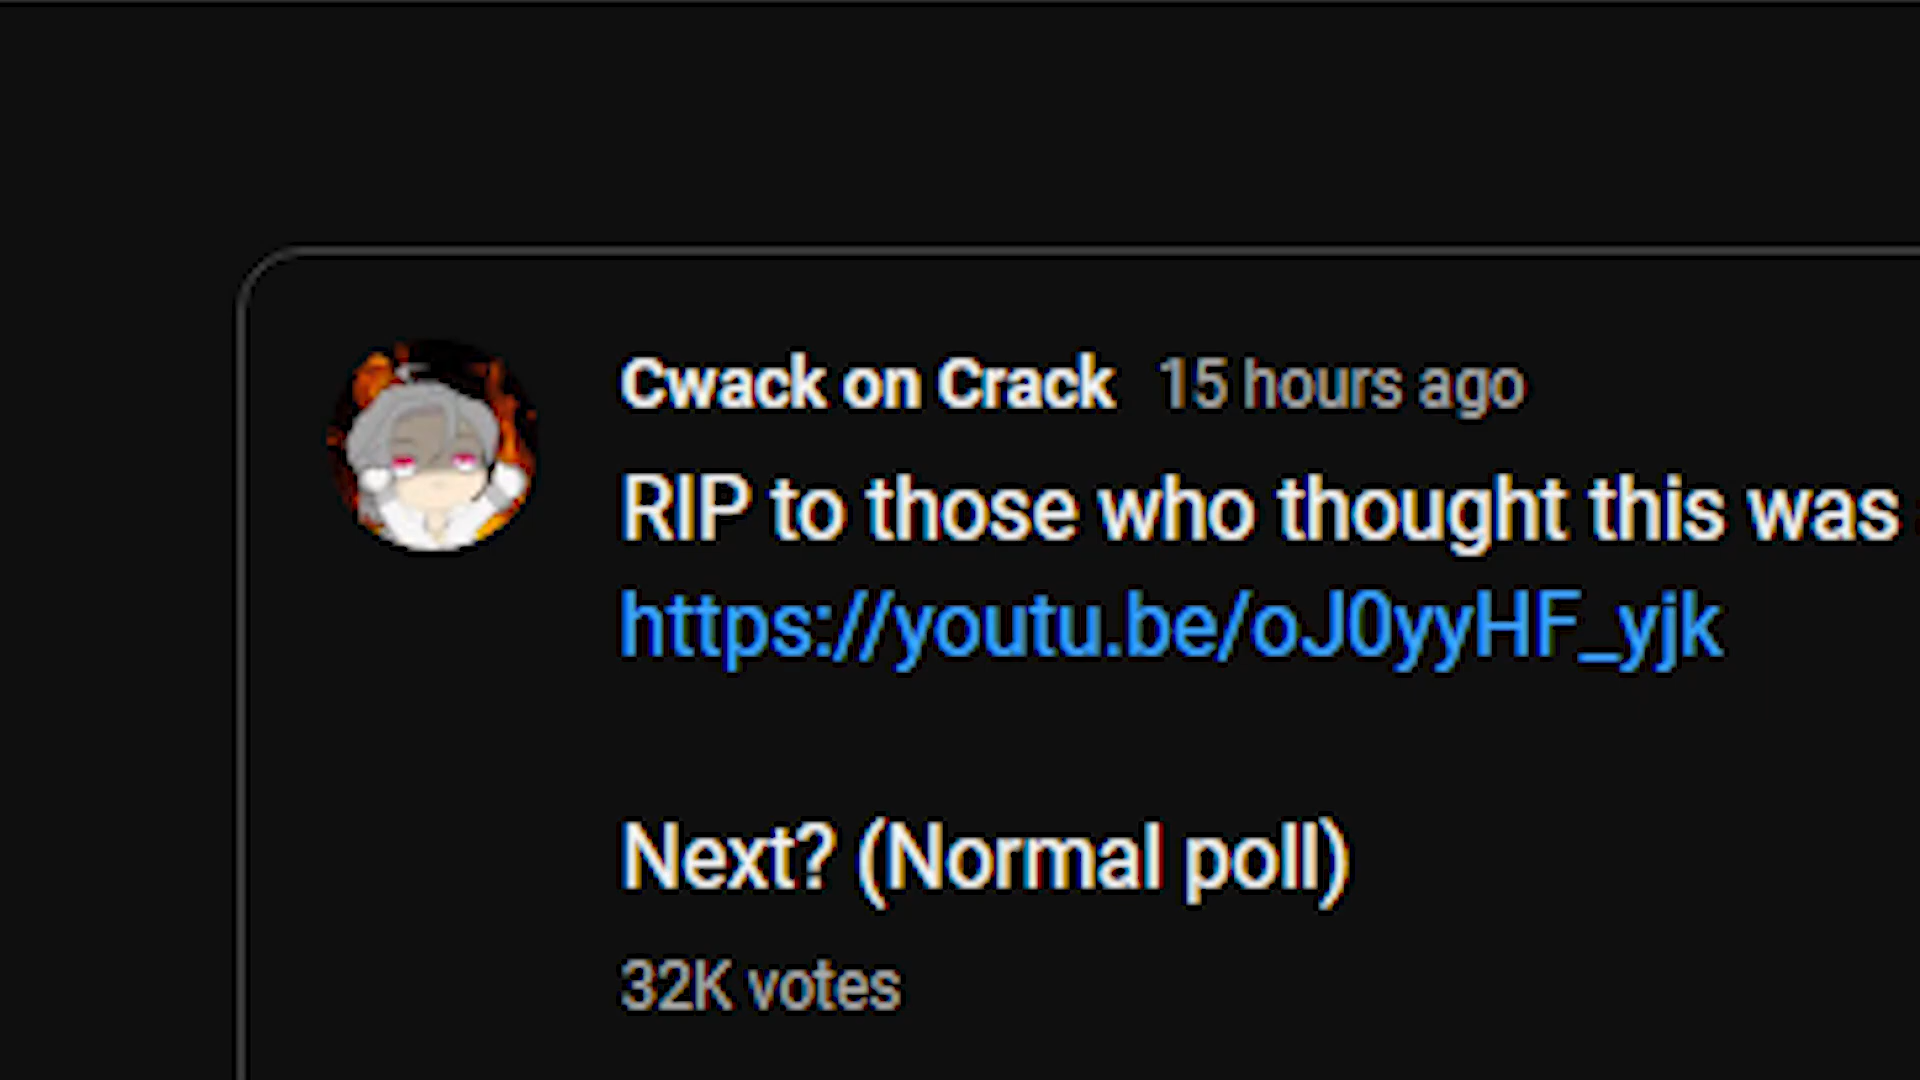 Cwack on Crack 15 hours ago
RIP to those who thought this was
https://youtu.be/oJ0yyHF_yjk
Next? (Normal poll)
32K votes